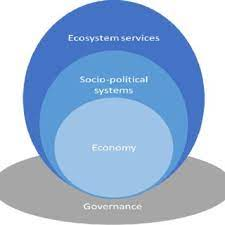 Ecosystem services
Socio-political
systems
Economy
Governance